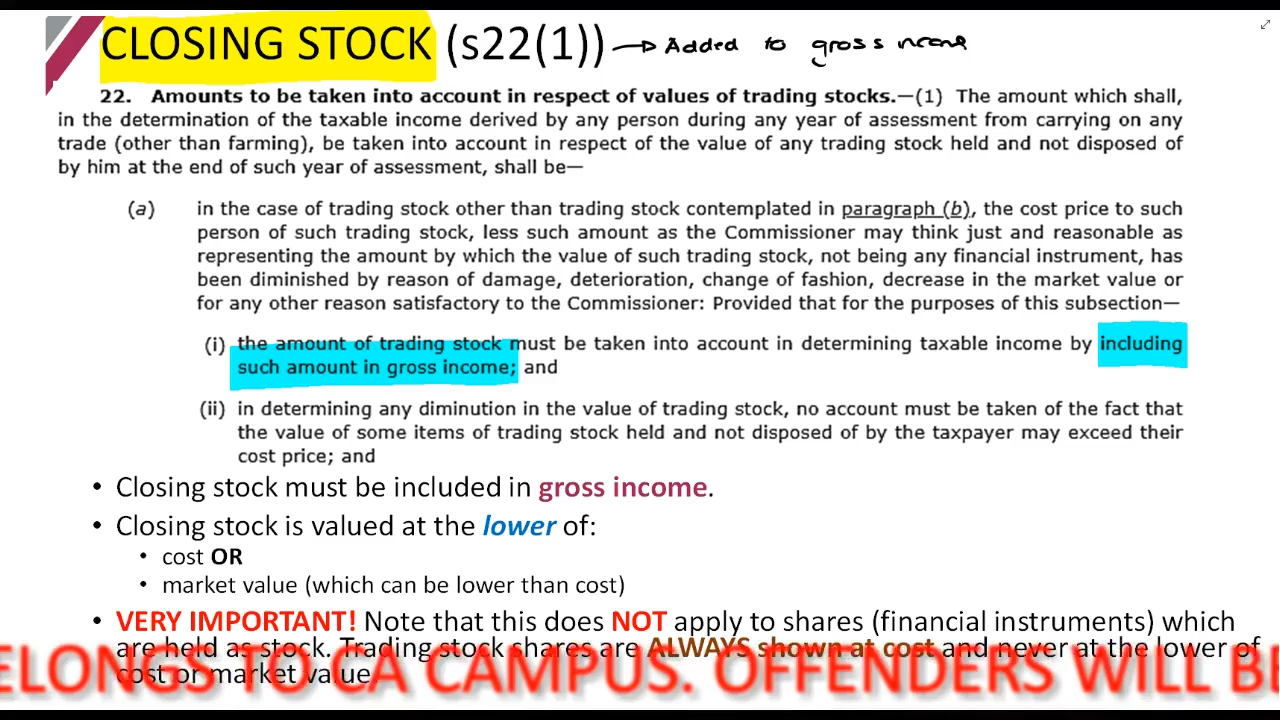 CLOSING STOCK (s22(1)) → Added to gross income
22. Amounts to be taken into account in respect of values of trading stocks.—(1) The amount which shall,
in the determination of the taxable income derived by any person during any year of assessment from carrying on any
trade (other than farming), be taken into account in respect of the value of any trading stock held and not disposed of
by him at the end of such year of assessment, shall be—
(a) in the case of trading stock other than trading stock contemplated in paragraph (b), the cost price to such
person of such trading stock, less such amount as the Commissioner may think just and reasonable as
representing the amount by which the value of such trading stock, not being any financial instrument, has
been diminished by reason of damage, deterioration, change of fashion, decrease in the market value or
for any other reason satisfactory to the Commissioner: Provided that for the purposes of this subsection—
(i) the amount of trading stock must be taken into account in determining taxable income by including
such amount in gross income; and
(ii) in determining any diminution in the value of trading stock, no account must be taken of the fact that
the value of some items of trading stock held and not disposed of by the taxpayer may exceed their
cost price; and
• Closing stock must be included in gross income.
• Closing stock is valued at the lower of:
• cost OR
• market value (which can be lower than cost)
• VERY IMPORTANT! Note that this does NOT apply to shares (financial instruments) which
are held as stock. Trading stock shares are ALWAYS shown at cost and never at the lower of
cost or market value.
ELONGS TO CA CAMPUS. OFFENDERS WILL BE